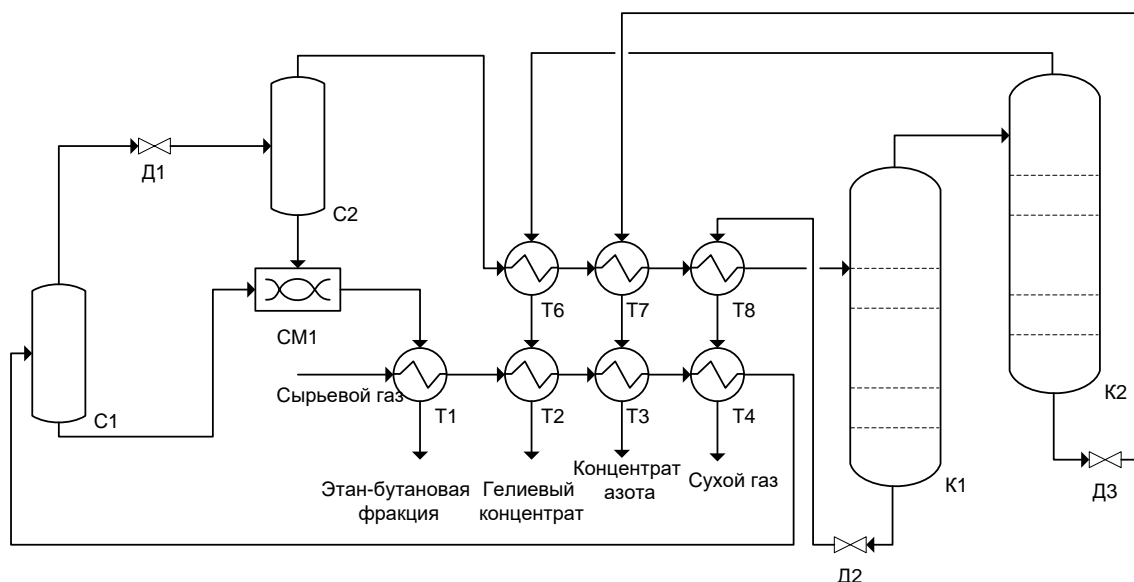 Д1
С2
СМ1
С1
Т6
Т7
Т8
Сырьевой газ
Т1
Т2
Т3
Т4
Этан-бутановая
фракция
Гелиевый
концентрат
Концентрат
азота
Сухой газ
К1
К2
Д2
Д3